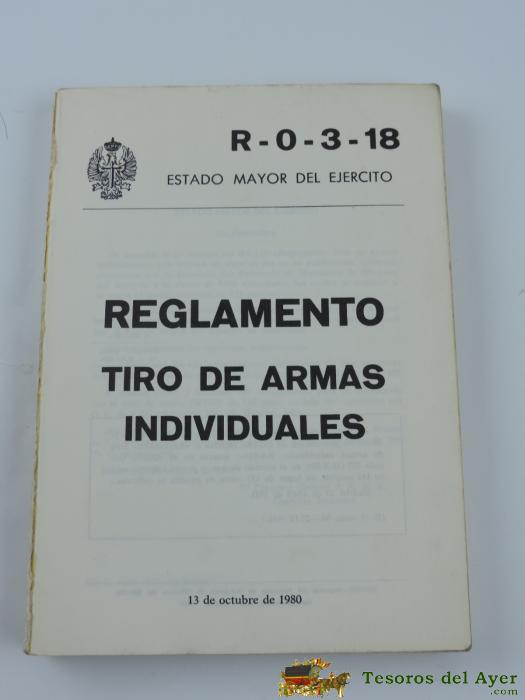 R-0-3-18
ESTADO MAYOR DEL EJERCITO
REGLAMENTO
TIRO DE ARMAS
INDIVIDUALES
13 de octubre de 1980
Tesoros del Ayer
.com